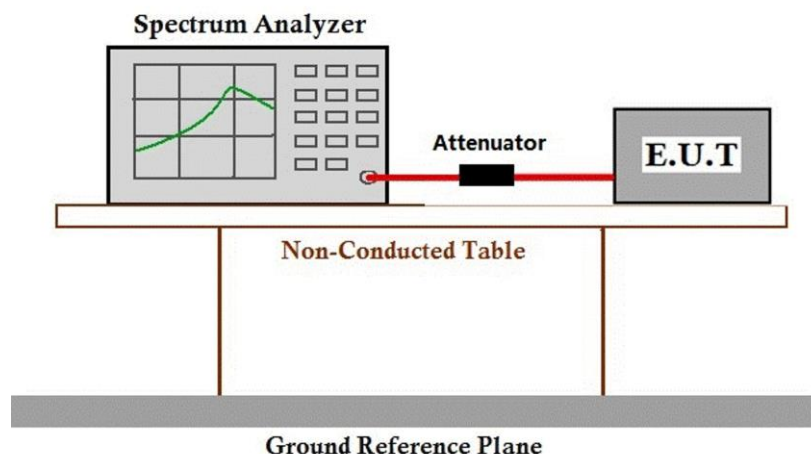 Spectrum Analyzer
Attenuator
E.U.T
Non-Conducted Table
Ground Reference Plane